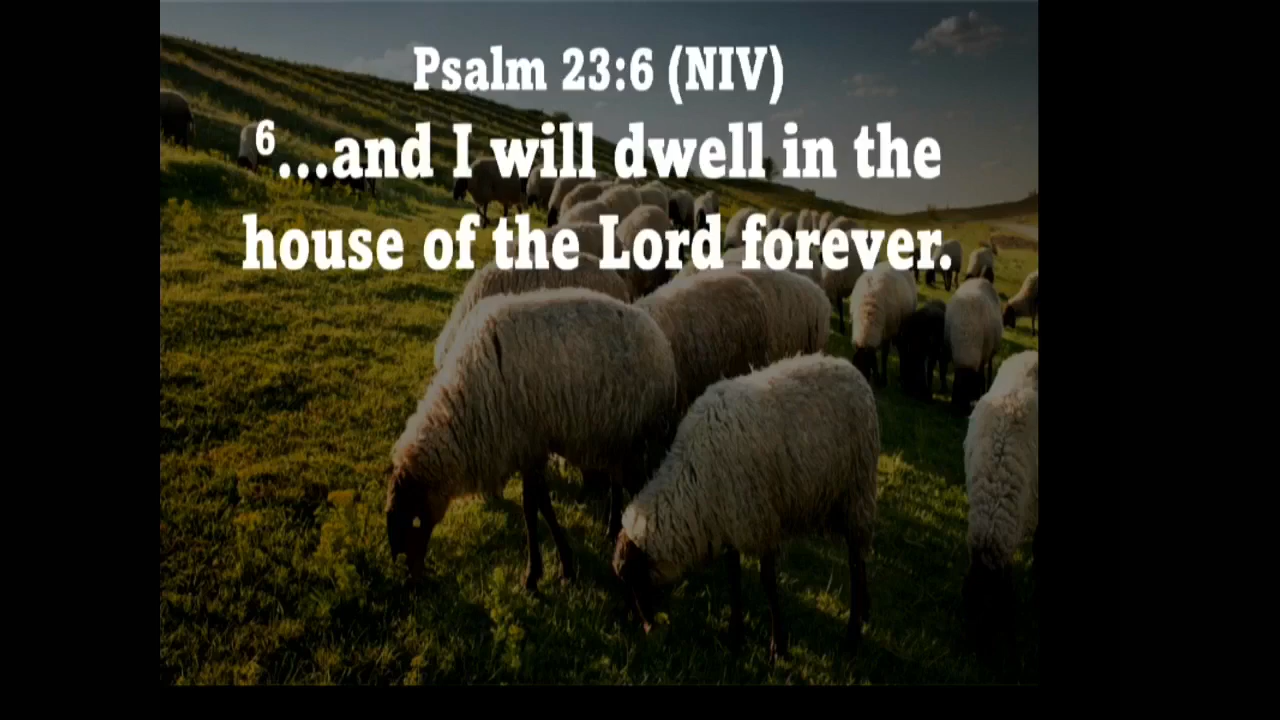 Psalm 23:6 (NIV)
⁶...and I will dwell in the
house of the Lord forever.